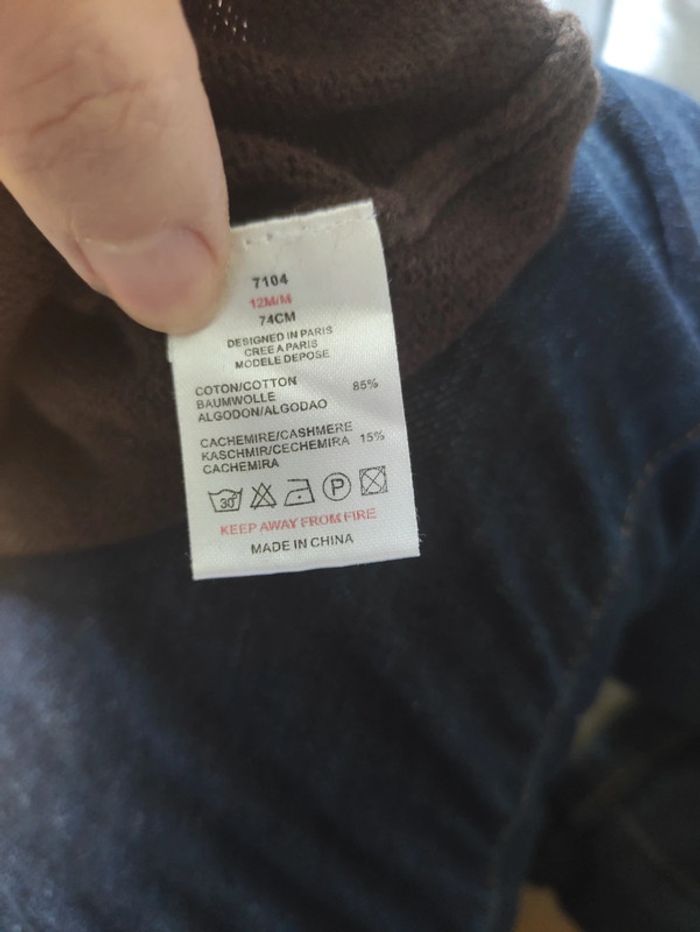 7104
12M/M
74CM
DESIGNED IN PARIS
CREE A PARIS
MODELE DEPOSE
COTON/COTTON 85%
BAUMWOLLE
ALGODON/ALGODAO
CACHEMIRE/CASHMERE
KASCHMIR/CECHEMIRA 15%
CACHEMIRA
30° P
KEEP AWAY FROM FIRE
MADE IN CHINA